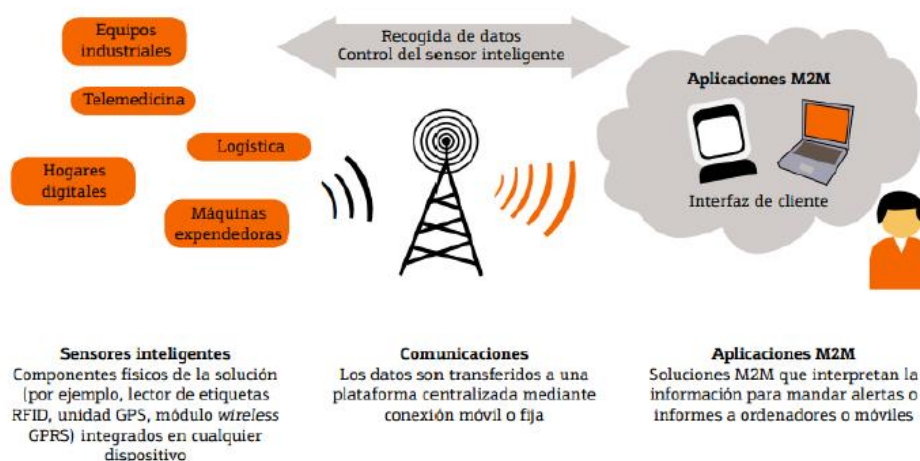 Equipos
industriales
Telemedicina
Logística
Hogares
digitales
Máquinas
expendedoras
Recogida de datos
Control del sensor inteligente
Aplicaciones M2M
Interfaz de cliente
Sensores inteligentes
Componentes físicos de la solución
(por ejemplo, lector de etiquetas
RFID, unidad GPS, módulo wireless
GPRS) integrados en cualquier
dispositivo
Comunicaciones
Los datos son transferidos a una
plataforma centralizada mediante
conexión móvil o fija
Aplicaciones M2M
Soluciones M2M que interpretan la
información para mandar alertas o
informes a ordenadores o móviles